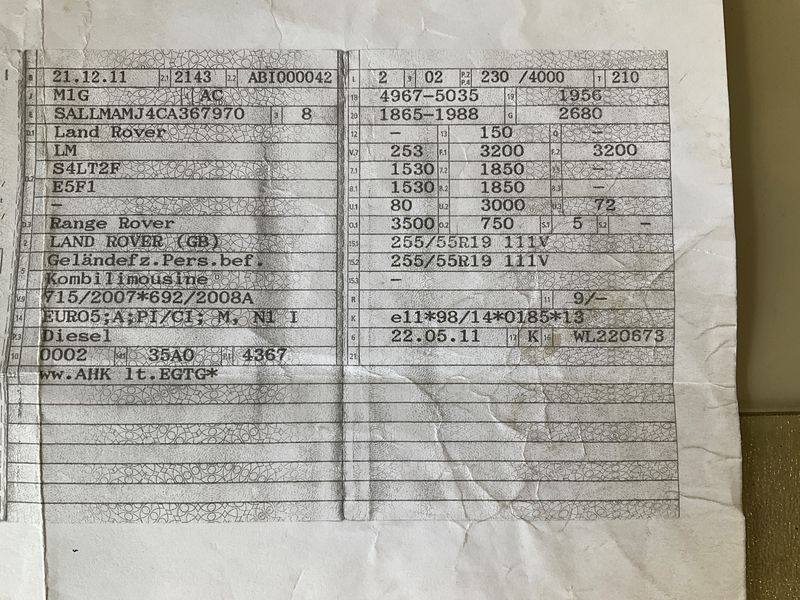 B 21.12.11 2.1 2143 2.2 ABI000042
J M1G 4 AC
E SALLMAMJ4CA367970 3 8
D.1 Land Rover
LM
D.2 S4LT2F
E5F1
–
D.3 Range Rover
2 LAND ROVER (GB)
Geländefz.Pers.bef.
5 Kombilimousine
V.9 715/2007*692/2008A
14 EURO5;A;PI/CI; M, N1 I
P.3 Diesel
10 0002 14.1 35A0 P.1 4367
ww.AHK lt.EGTG*
L 2 9 02 P.2 P.4 230 /4000 T 210
18 4967-5035 19 1956
20 1865-1988 G 2680
12 – 13 150 Q –
V.7 253 F.1 3200 F.2 3200
7.1 1530 7.2 1850 7.3 –
8.1 1530 8.2 1850 8.3 –
U.1 80 U.2 3000 U.3 72
O.1 3500 O.2 750 S.1 5 S.2 –
15.1 255/55R19 111V
15.2 255/55R19 111V
15.3 –
R 11 9/–
K e11*98/14*0185*13
6 22.05.11 17 K 16 WL220673
21